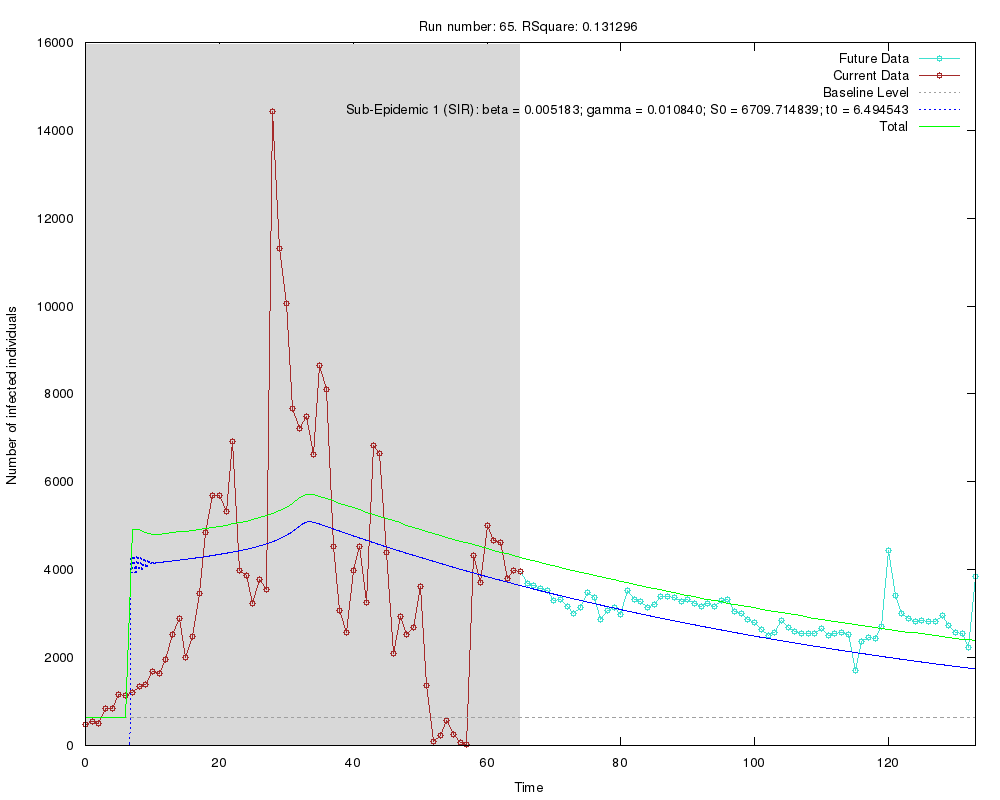 Run number: 65. RSquare: 0.131296
16000
14000
12000
10000
8000
6000
4000
2000
0
Number of infected individuals
Future Data
Current Data
Baseline Level
Sub-Epidemic 1 (SIR): beta = 0.005183; gamma = 0.010840; S0 = 6709.714839; t0 = 6.494543
Total
0 20 40 60 80 100 120
Time